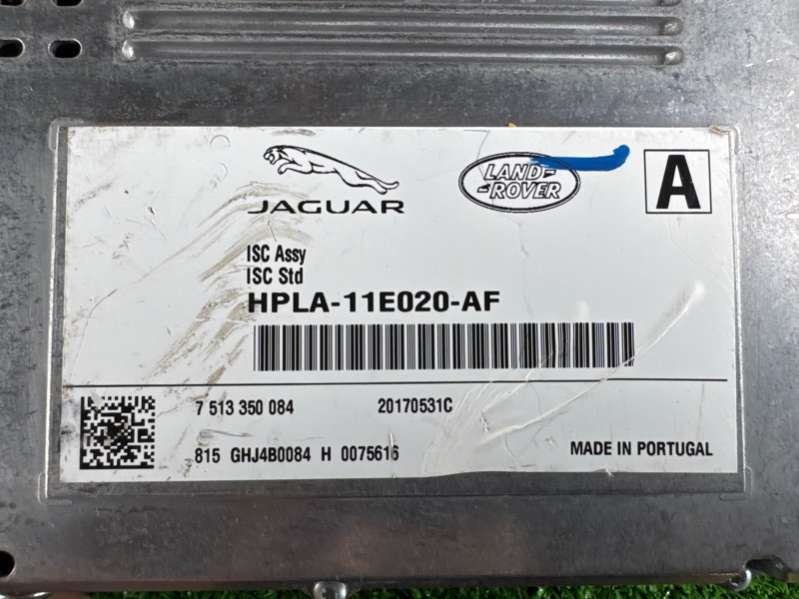 JAGUAR
LAND-
-ROVER
A
ISC Assy
ISC Std
HPLA-11E020-AF
7 513 350 084 20170531C
815 GHJ4B0084 H 0075616 MADE IN PORTUGAL